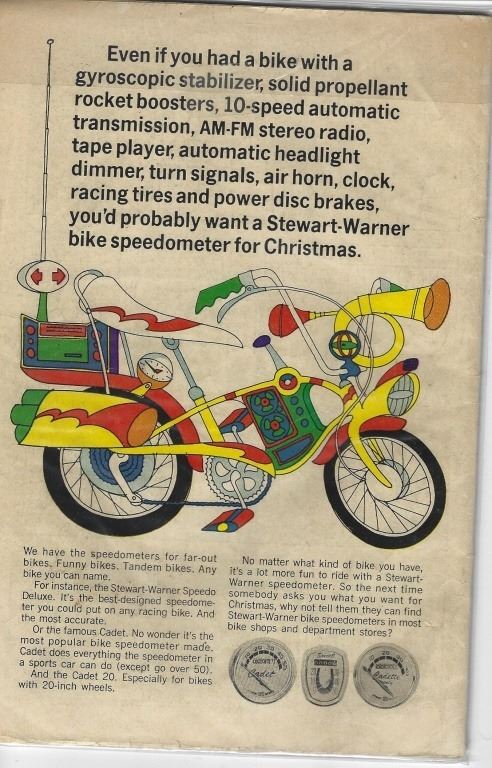 Even if you had a bike with a
gyroscopic stabilizer, solid propellant
rocket boosters, 10-speed automatic
transmission, AM-FM stereo radio,
tape player, automatic headlight
dimmer, turn signals, air horn, clock,
racing tires and power disc brakes,
you'd probably want a Stewart-Warner
bike speedometer for Christmas.
We have the speedometers for far-out
bikes. Funny bikes. Tandem bikes. Any
bike you can name.
For instance, the Stewart-Warner Speedo
Deluxe. It's the best-designed speedome-
ter you could put on any racing bike. And
the most accurate.
Or the famous Cadet. No wonder it's the
most popular bike speedometer made.
Cadet does everything the speedometer in
a sports car can do (except go over 50).
And the Cadet 20. Especially for bikes
with 20-inch wheels.
No matter what kind of bike you have,
it's a lot more fun to ride with a Stewart-
Warner speedometer. So the next time
somebody asks you what you want for
Christmas, why not tell them they can find
Stewart-Warner bike speedometers in most
bike shops and department stores?
Cadet